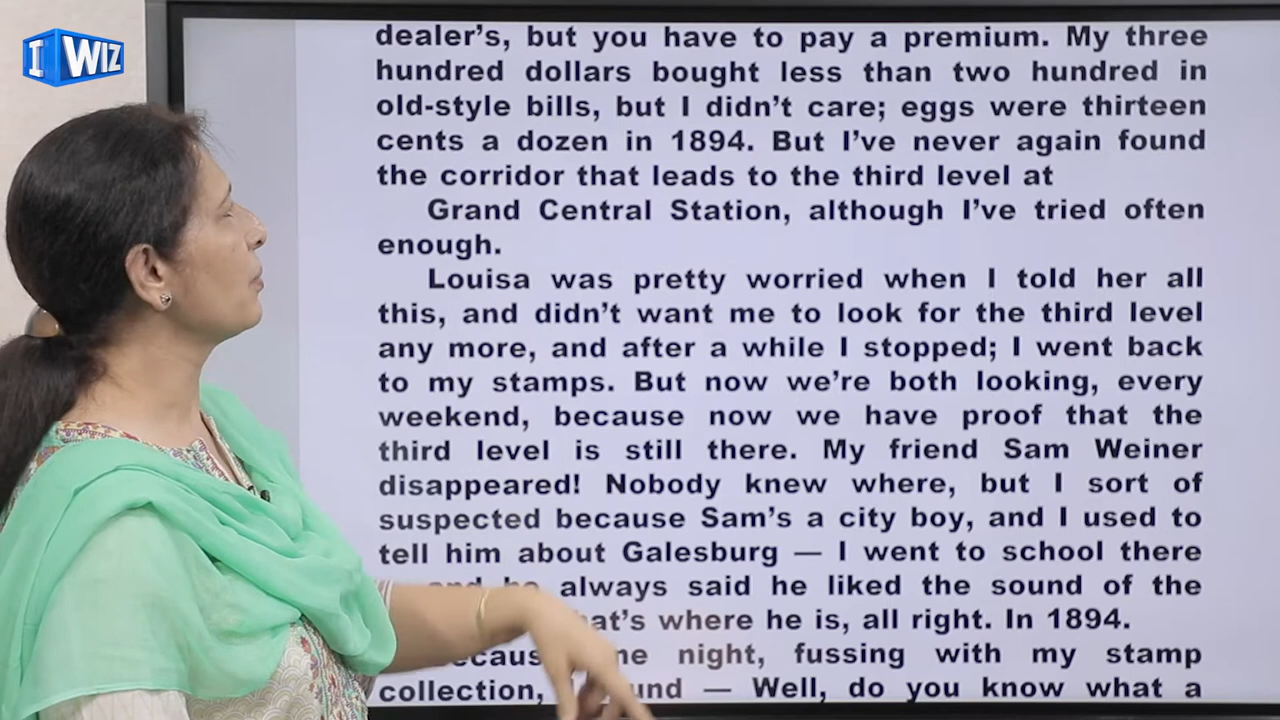 I WIZ
dealer's, but you have to pay a premium. My three
hundred dollars bought less than two hundred in
old-style bills, but I didn't care; eggs were thirteen
cents a dozen in 1894. But I've never again found
the corridor that leads to the third level at
Grand Central Station, although I've tried often
enough.
Louisa was pretty worried when I told her all
this, and didn't want me to look for the third level
any more, and after a while I stopped; I went back
to my stamps. But now we're both looking, every
weekend, because now we have proof that the
third level is still there. My friend Sam Weiner
disappeared! Nobody knew where, but I sort of
suspected because Sam's a city boy, and I used to
tell him about Galesburg — I went to school there
and he always said he liked the sound of the
where he is, all right. In 1894.
night, fussing with my stamp
collection, — Well, do you know what a
WIZ